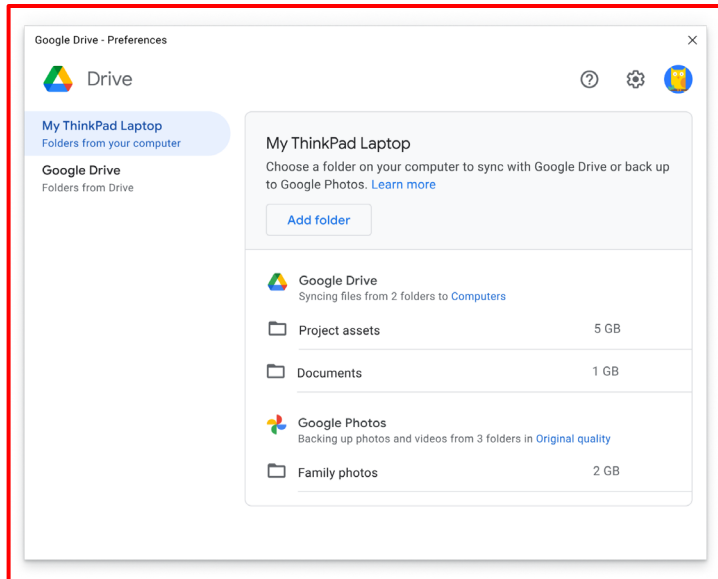 Google Drive - Preferences
Drive
My ThinkPad Laptop
Folders from your computer
Google Drive
Folders from Drive
My ThinkPad Laptop
Choose a folder on your computer to sync with Google Drive or back up
to Google Photos. Learn more
Add folder
Google Drive
Syncing files from 2 folders to Computers
Project assets 5 GB
Documents 1 GB
Google Photos
Backing up photos and videos from 3 folders in Original quality
Family photos 2 GB